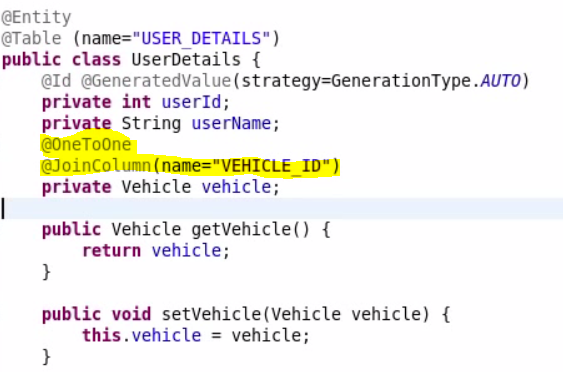 @Entity
@Table (name="USER_DETAILS")
public class UserDetails {
    @Id @GeneratedValue(strategy=GenerationType.AUTO)
    private int userId;
    private String userName;
    @OneToOne
    @JoinColumn(name="VEHICLE_ID")
    private Vehicle vehicle;

    public Vehicle getVehicle() {
        return vehicle;
    }

    public void setVehicle(Vehicle vehicle) {
        this.vehicle = vehicle;
    }